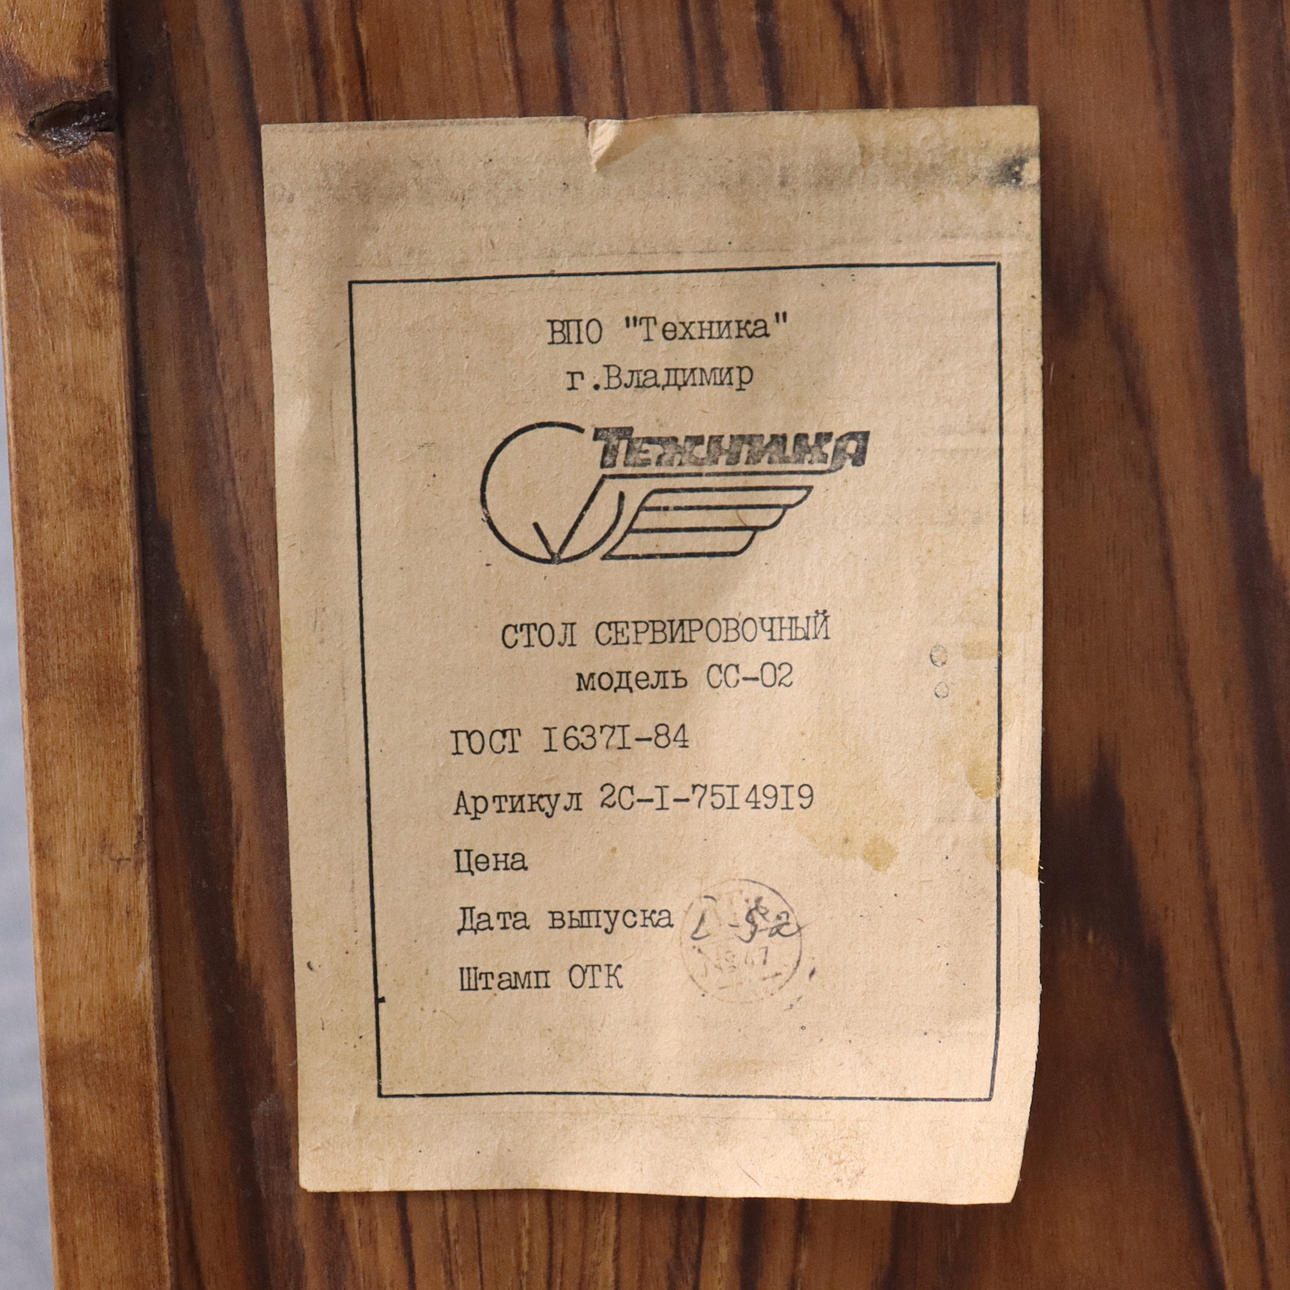 ВПО "Техника"
г.Владимир
Техника
СТОЛ СЕРВИРОВОЧНЫЙ
модель СС-02
ГОСТ I637I-84
Артикул 2С-I-75I49I9
Цена
Дата выпуска
Штамп ОТК